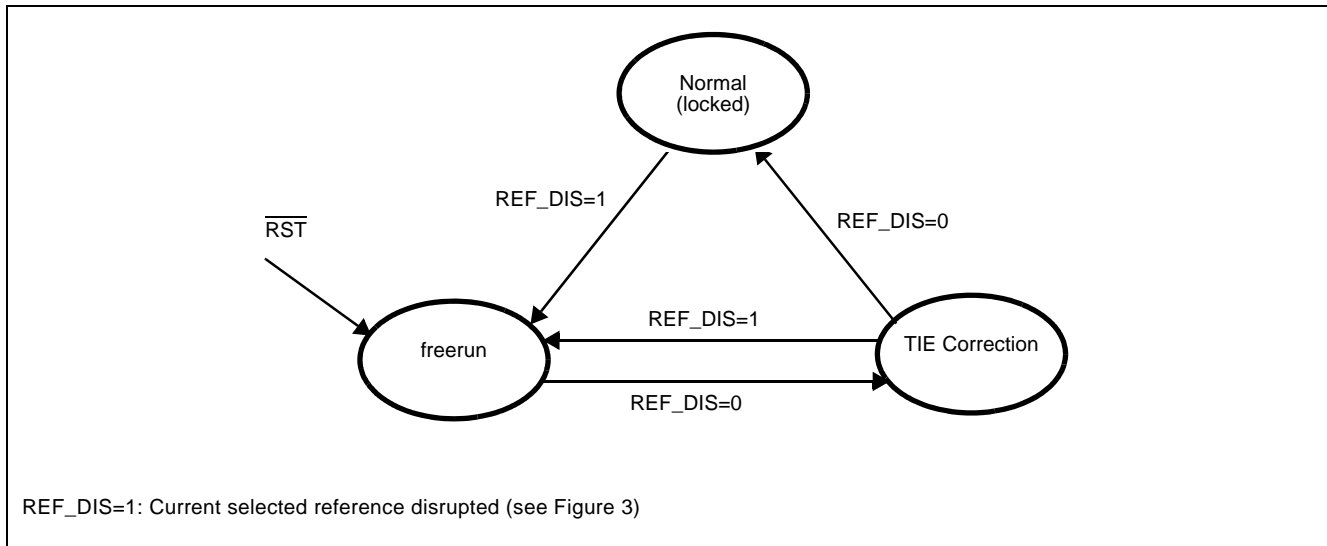 Normal
(locked)
REF_DIS=1
RST
REF_DIS=0
REF_DIS=1
freerun
TIE Correction
REF_DIS=0
REF_DIS=1: Current selected reference disrupted (see Figure 3)